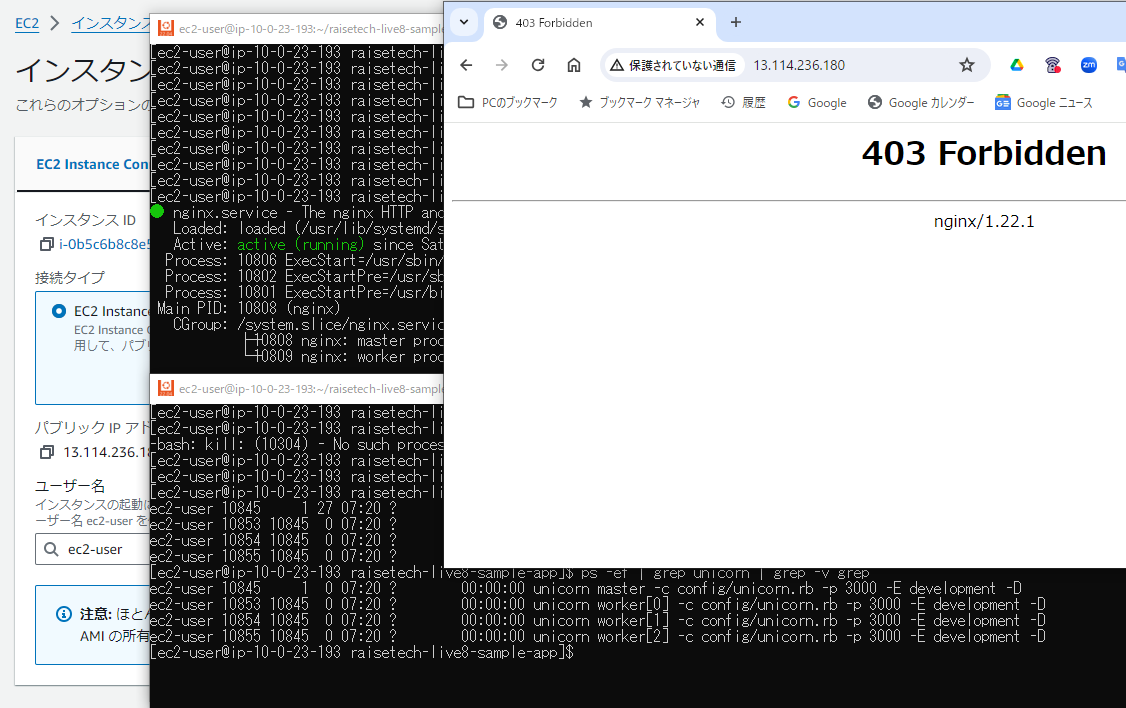 EC2 > インスタンス
インスタン
これらのオプションの
EC2 Instance Con
インスタンス ID
i-0b5c6b8c8e5
接続タイプ
EC2 Instance
EC2 Instance C
用して、パブリ
パブリック IP アド
13.114.236.18
ユーザー名
インスタンスの起動に
ーザー名 ec2-user を
ec2-user
注意: ほとん
AMI の所有
ec2-user@ip-10-0-23-193:~/raisetech-live8-sample
[ec2-user@ip-10-0-23-193 raisetech-li
[ec2-user@ip-10-0-23-193 raisetech-li
[ec2-user@ip-10-0-23-193 raisetech-li
[ec2-user@ip-10-0-23-193 raisetech-li
[ec2-user@ip-10-0-23-193 raisetech-li
[ec2-user@ip-10-0-23-193 raisetech-li
[ec2-user@ip-10-0-23-193 raisetech-li
[ec2-user@ip-10-0-23-193 raisetech-li
[ec2-user@ip-10-0-23-193 raisetech-li
[ec2-user@ip-10-0-23-193 raisetech-li
● nginx.service - The nginx HTTP and
Loaded: loaded (/usr/lib/systemd/s
Active: active (running) since Sat
Process: 10806 ExecStart=/usr/sbin/
Process: 10802 ExecStartPre=/usr/sb
Process: 10801 ExecStartPre=/usr/bi
Main PID: 10808 (nginx)
CGroup: /system.slice/nginx.servic
├─10808 nginx: master proc
└─10809 nginx: worker proc
ec2-user@ip-10-0-23-193:~/raisetech-live8-sample
[ec2-user@ip-10-0-23-193 raisetech-li
[ec2-user@ip-10-0-23-193 raisetech-li
-bash: kill: (10304) - No such proces
[ec2-user@ip-10-0-23-193 raisetech-li
[ec2-user@ip-10-0-23-193 raisetech-li
[ec2-user@ip-10-0-23-193 raisetech-li
ec2-user 10845 1 27 07:20 ?
ec2-user 10853 10845 0 07:20 ?
ec2-user 10854 10845 0 07:20 ?
ec2-user 10855 10845 0 07:20 ?
[ec2-user@ip-10-0-23-193 raisetech-live8-sample-app]$ ps -ef | grep unicorn | grep -v grep
ec2-user 10845 1 0 07:20 ? 00:00:00 unicorn master -c config/unicorn.rb -p 3000 -E development -D
ec2-user 10853 10845 0 07:20 ? 00:00:00 unicorn worker[0] -c config/unicorn.rb -p 3000 -E development -D
ec2-user 10854 10845 0 07:20 ? 00:00:00 unicorn worker[1] -c config/unicorn.rb -p 3000 -E development -D
ec2-user 10855 10845 0 07:20 ? 00:00:00 unicorn worker[2] -c config/unicorn.rb -p 3000 -E development -D
[ec2-user@ip-10-0-23-193 raisetech-live8-sample-app]$
403 Forbidden
保護されていない通信 13.114.236.180
zm
PCのブックマーク ブックマーク マネージャ 履歴 Google Google カレンダー Google ニュース
403 Forbidden
nginx/1.22.1